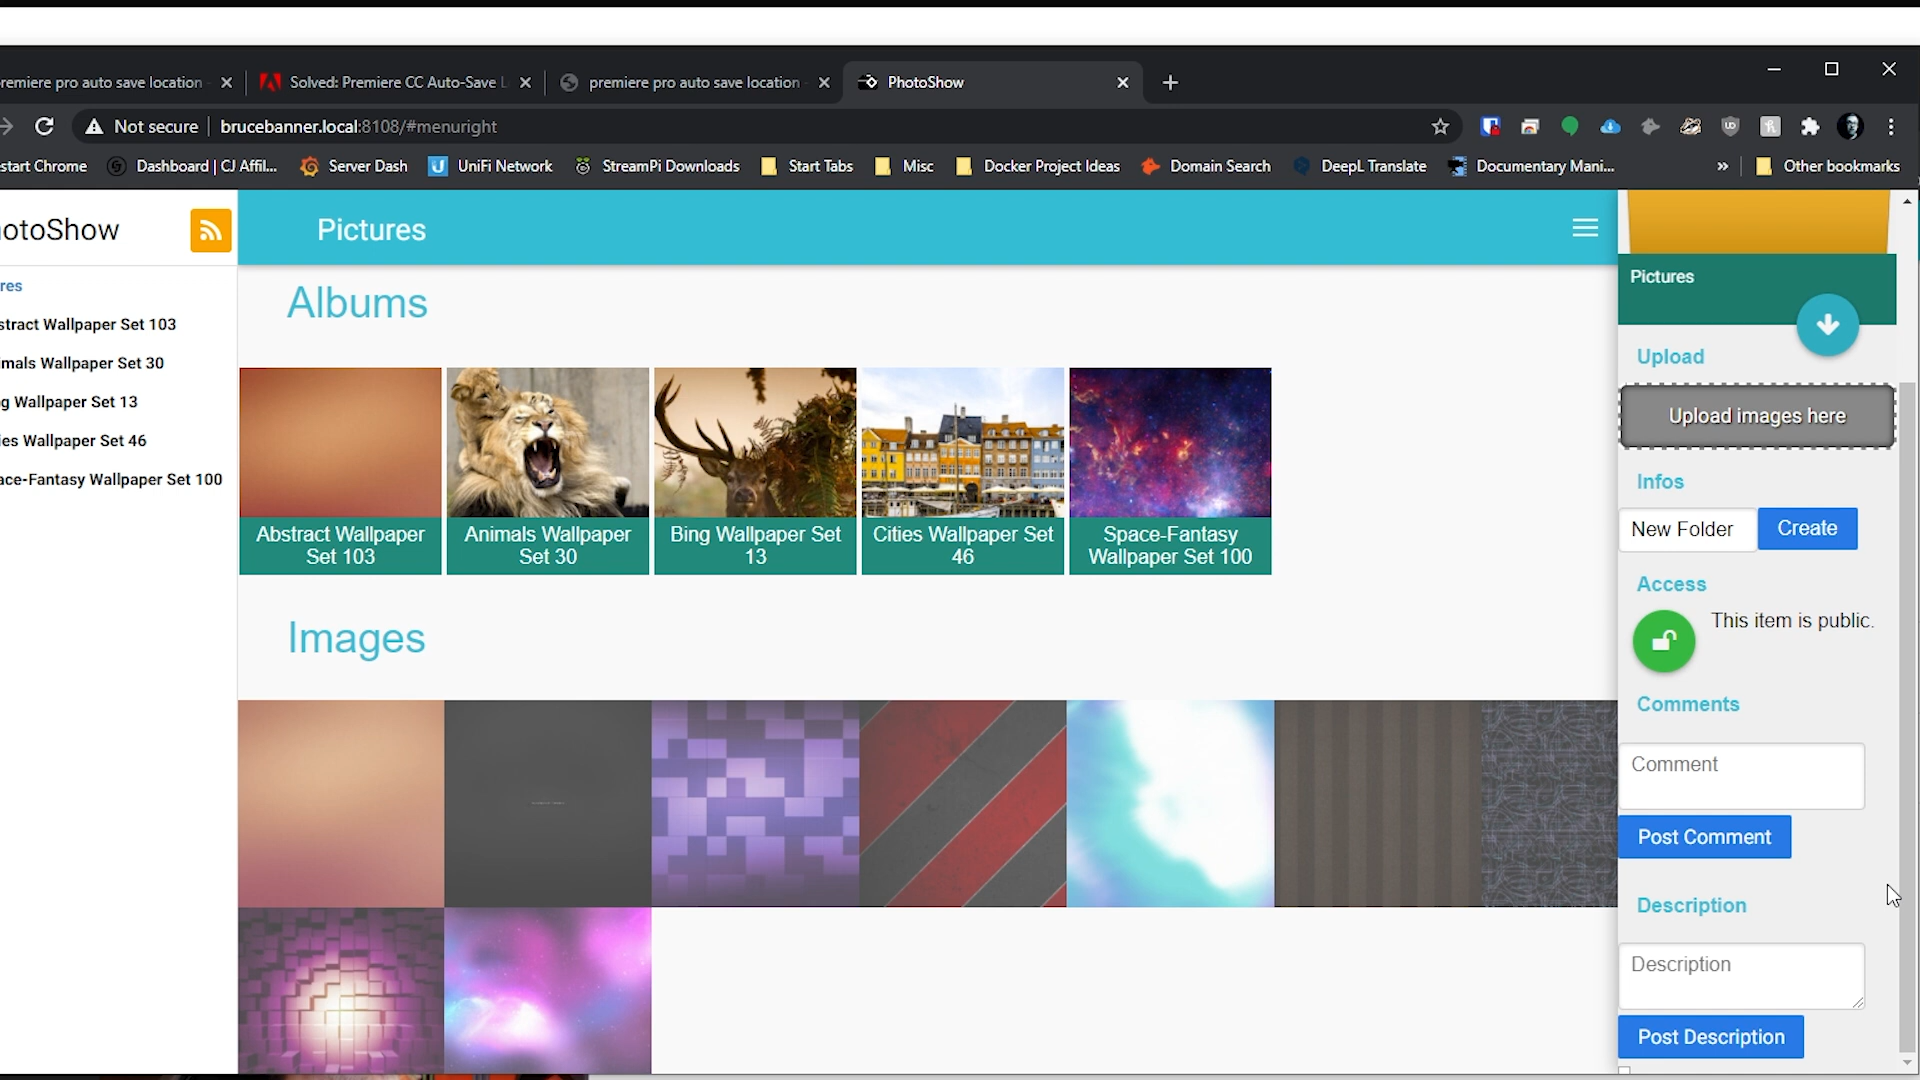 remiere pro auto save location
Solved: Premiere CC Auto-Save L
premiere pro auto save location
PhotoShow
Not secure
brucebanner.local:8108/#menuright
start Chrome
Dashboard | CJ Affil...
Server Dash
UniFi Network
StreamPi Downloads
Start Tabs
Misc
Docker Project Ideas
Domain Search
DeepL Translate
Documentary Mani...
»
Other bookmarks
otoShow
Pictures
res
stract Wallpaper Set 103
imals Wallpaper Set 30
g Wallpaper Set 13
ies Wallpaper Set 46
ace-Fantasy Wallpaper Set 100
Albums
Abstract Wallpaper
Set 103
Animals Wallpaper
Set 30
Bing Wallpaper Set
13
Cities Wallpaper Set
46
Space-Fantasy
Wallpaper Set 100
Images
Pictures
Upload
Upload images here
Infos
New Folder
Create
Access
This item is public.
Comments
Comment
Post Comment
Description
Description
Post Description